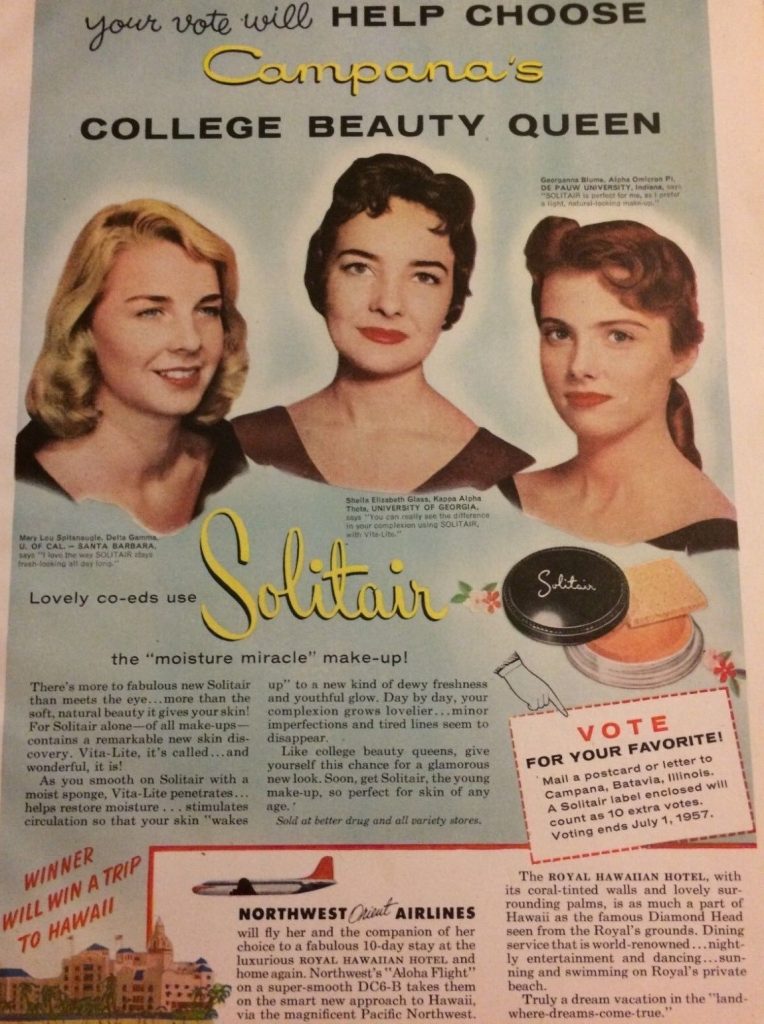 your vote will HELP CHOOSE
Campana's
COLLEGE BEAUTY QUEEN
Georganna Blume, Alpha Omicron Pi,
DE PAUW UNIVERSITY, Indiana, says
"SOLITAIR is perfect for me, as I prefer
a light, natural-looking make-up."
Sheila Elizabeth Glass, Kappa Alpha
Theta, UNIVERSITY OF GEORGIA,
says "You can really see the difference
in your complexion using SOLITAIR,
with Vita-Lite."
Mary Lou Spitsnaugle, Delta Gamma,
U. OF CAL. — SANTA BARBARA,
says "I love the way SOLITAIR stays
fresh-looking all day long."
Lovely co-eds use Solitair
the "moisture miracle" make-up!
Solitair
There's more to fabulous new Solitair
than meets the eye...more than the
soft, natural beauty it gives your skin!
For Solitair alone—of all make-ups—
contains a remarkable new skin dis-
covery. Vita-Lite, it's called...and
wonderful, it is!
As you smooth on Solitair with a
moist sponge, Vita-Lite penetrates...
helps restore moisture . . . stimulates
circulation so that your skin "wakes
up" to a new kind of dewy freshness
and youthful glow. Day by day, your
complexion grows lovelier...minor
imperfections and tired lines seem to
disappear.
Like college beauty queens, give
yourself this chance for a glamorous
new look. Soon, get Solitair, the young
make-up, so perfect for skin of any
age.
Sold at better drug and all variety stores.
VOTE
FOR YOUR FAVORITE!
Mail a postcard or letter to
Campana, Batavia, Illinois.
A Solitair label enclosed will
count as 10 extra votes.
Voting ends July 1, 1957.
WINNER
WILL WIN A TRIP
TO HAWAII
NORTHWEST Orient AIRLINES
will fly her and the companion of her
choice to a fabulous 10-day stay at the
luxurious ROYAL HAWAIIAN HOTEL and
home again. Northwest's "Aloha Flight"
on a super-smooth DC6-B takes them
on the smart new approach to Hawaii,
via the magnificent Pacific Northwest.
The ROYAL HAWAIIAN HOTEL, with
its coral-tinted walls and lovely sur-
rounding palms, is as much a part of
Hawaii as the famous Diamond Head
seen from the Royal's grounds. Dining
service that is world-renowned...night-
ly entertainment and dancing...sun-
ning and swimming on Royal's private
beach.
Truly a dream vacation in the "land-
where-dreams-come-true."